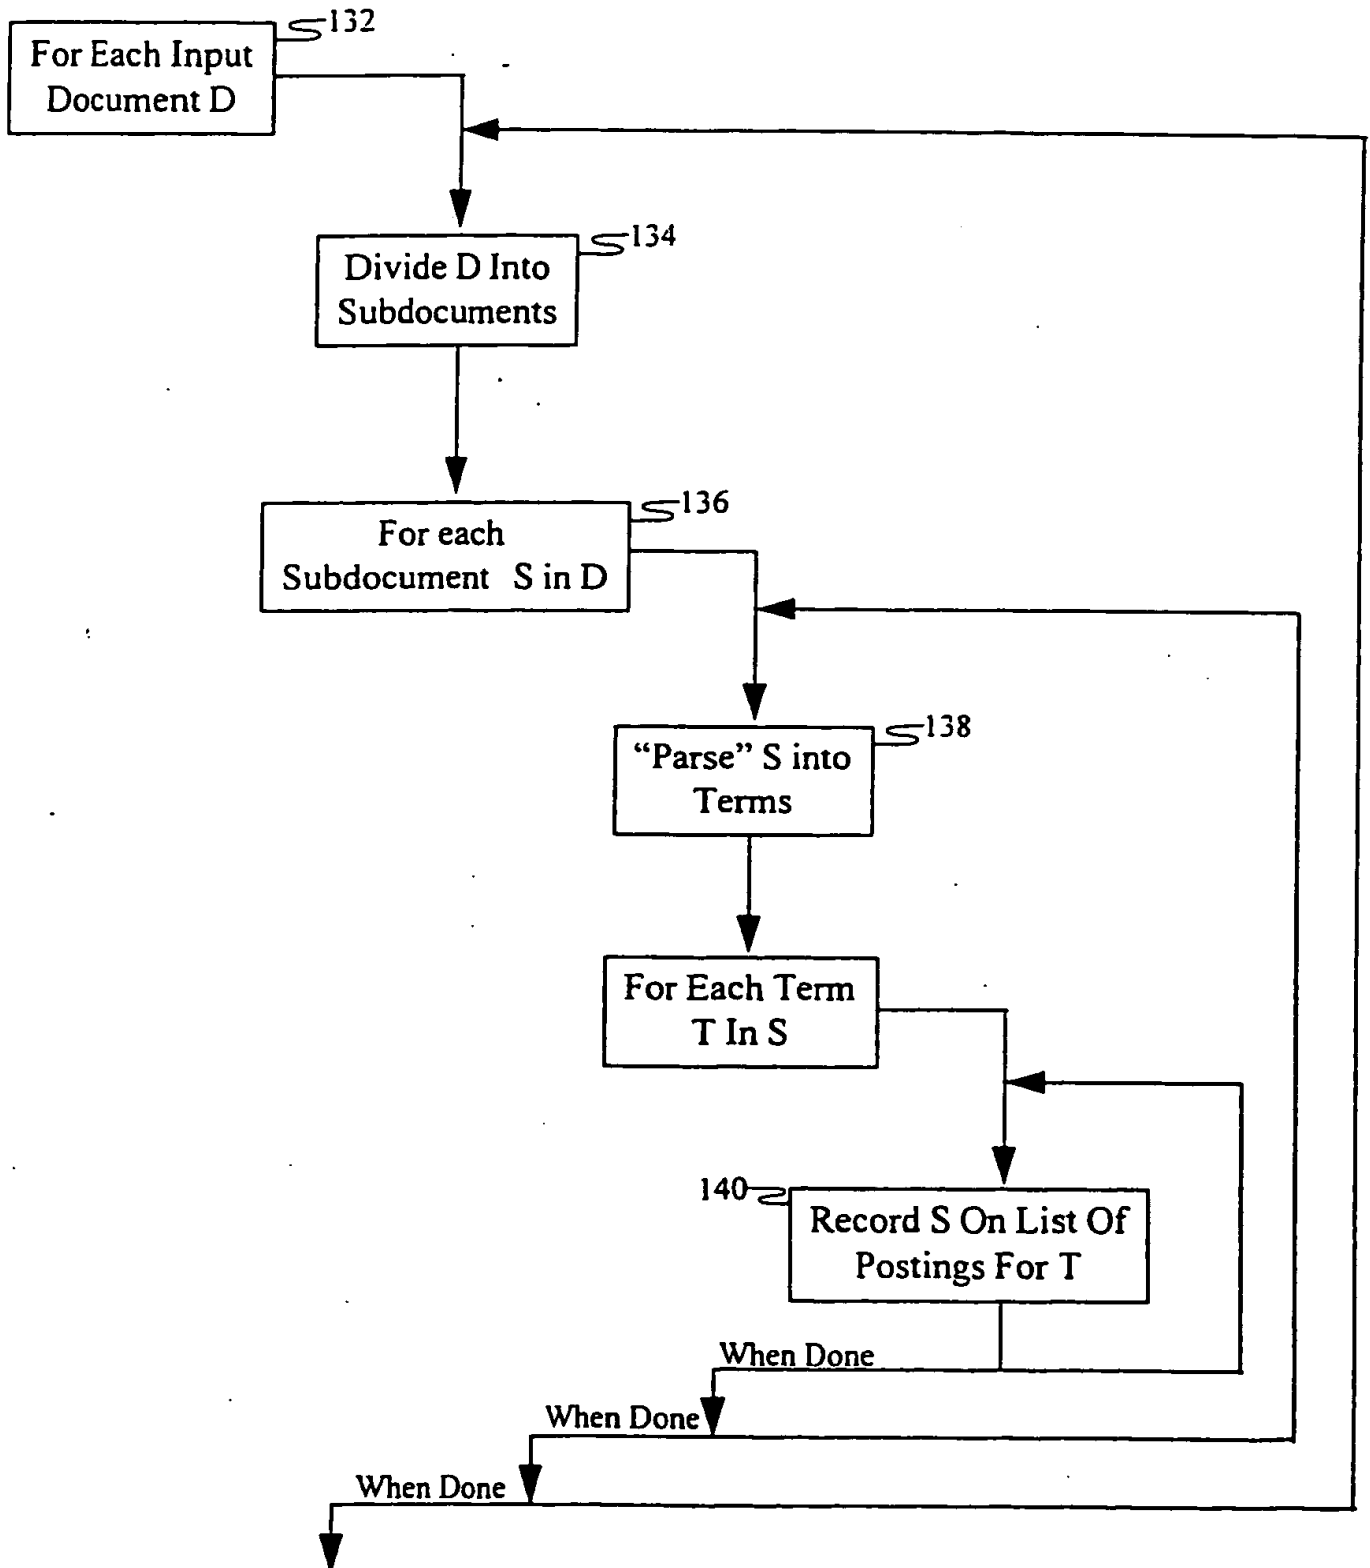 132
For Each Input
Document D
134
Divide D Into
Subdocuments
136
For each
Subdocument S in D
138
“Parse” S into
Terms
For Each Term
T In S
140
Record S On List Of
Postings For T
When Done
When Done
When Done